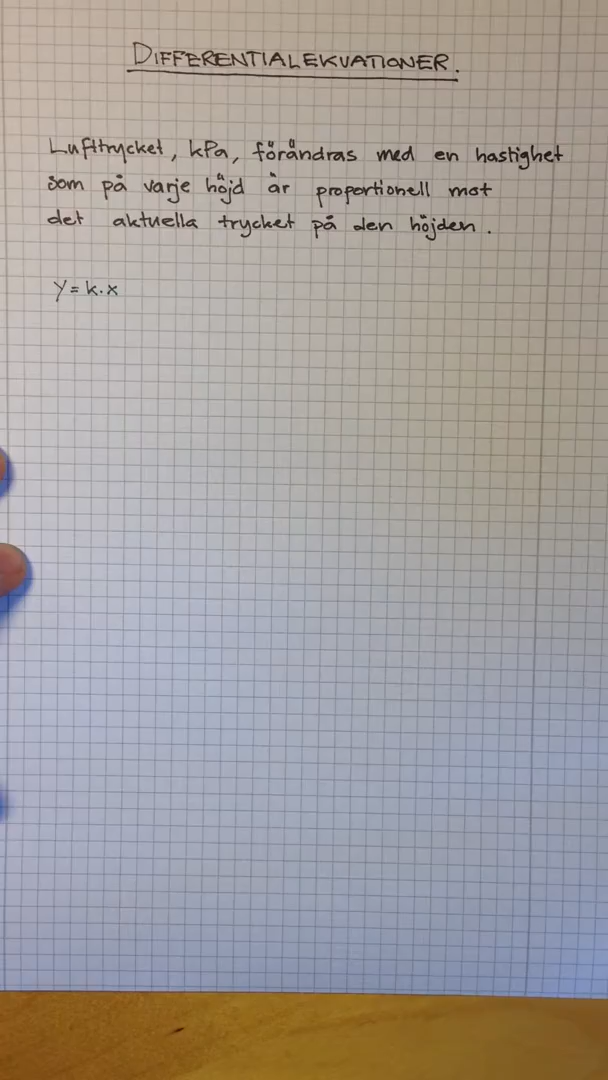 DIFFERENTIALEKVATIONER.
Lufttrycket, kPa, förändras med en hastighet
som på varje höjd är proportionell mot
det aktuella trycket på den höjden.
y = k·x